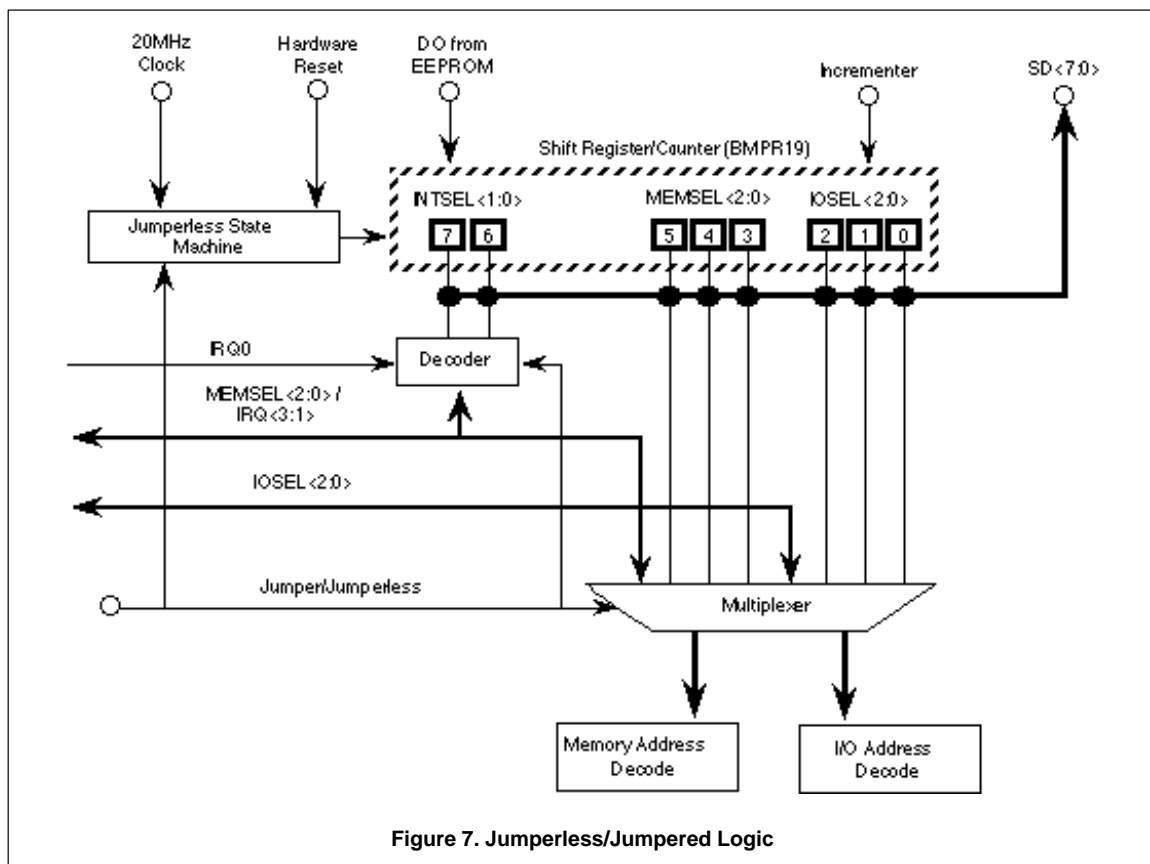 20MHz
Clock
Hardware
Reset
DO from
EEPROM
Incrementer
SD<7:0>
Shift Register/Counter (BMPR19)
INTSEL<1:0>
MEMSEL<2:0>
IOSEL<2:0>
7 6
5 4 3
2 1 0
Jumperless State
Machine
IRQ0
Decoder
MEMSEL<2:0> /
IRQ<3:1>
IOSEL<2:0>
Jumper/Jumperless
Multiplexer
Memory Address
Decode
I/O Address
Decode
Figure 7. Jumperless/Jumpered Logic